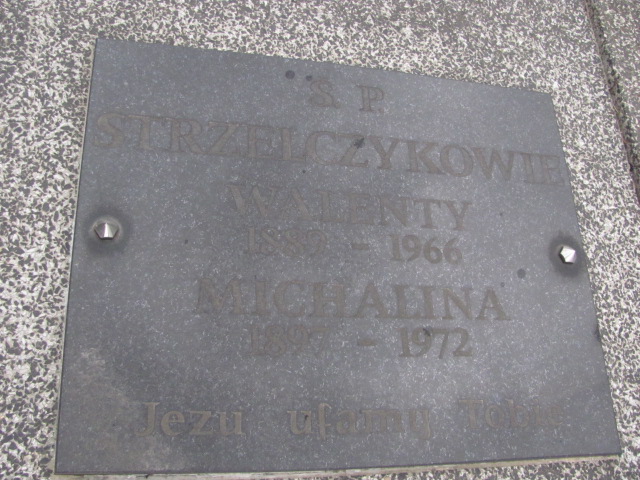 Ś. P.
STRZELCZYKOWIE
WALENTY
1889 - 1966
MICHALINA
1897 - 1972
Jezu ufamy Tobie